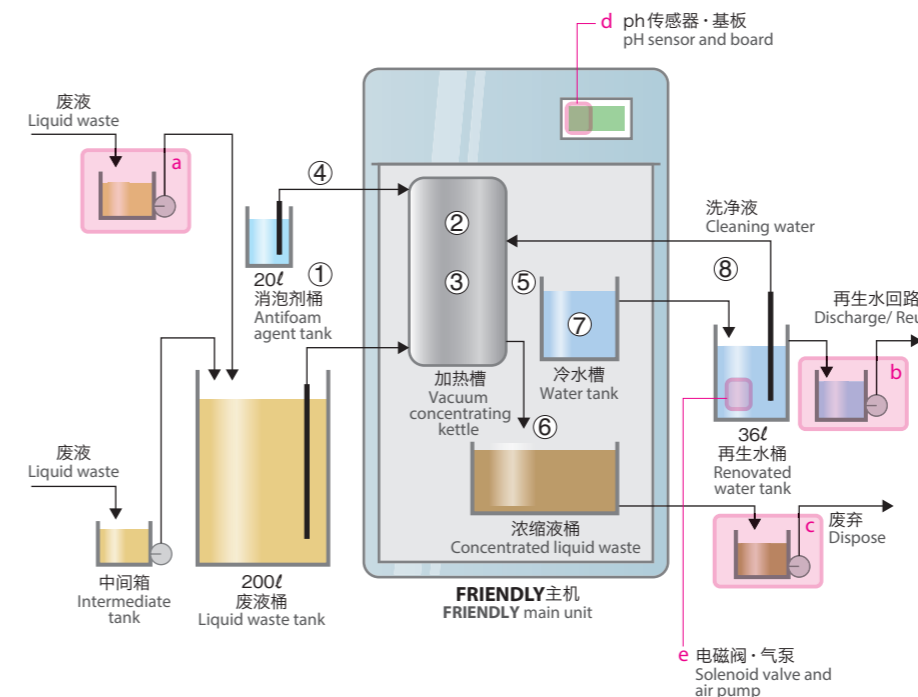 d ph传感器·基板
pH sensor and board
废液
Liquid waste
a
④
洗净液
Cleaning water
②
20ℓ
消泡剂桶
Antifoam
agent tank
①
③
⑤
⑧
⑦
再生水回路
Discharge/ Reu
加热槽
Vacuum
concentrating
kettle
冷水槽
Water tank
b
⑥
36ℓ
再生水桶
Renovated
water tank
废液
Liquid waste
浓缩液桶
Concentrated liquid waste
c
废弃
Dispose
中间箱
Intermediate
tank
200ℓ
废液桶
Liquid waste tank
FRIENDLY主机
FRIENDLY main unit
e 电磁阀·气泵
Solenoid valve and
air pump